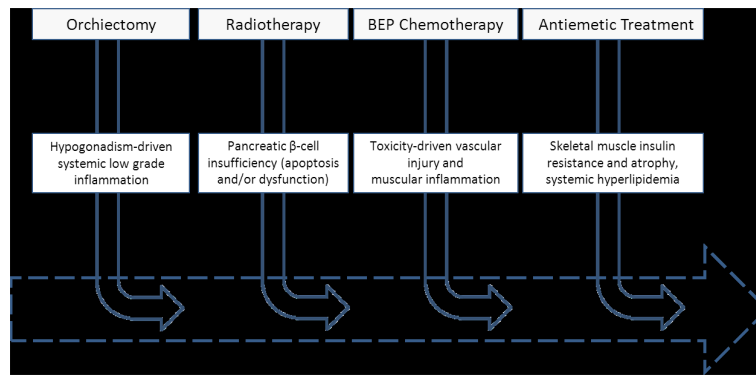 Orchiectomy
Radiotherapy
BEP Chemotherapy
Antiemetic Treatment
Hypogonadism-driven
systemic low grade
inflammation
Pancreatic β-cell
insufficiency (apoptosis
and/or dysfunction)
Toxicity-driven vascular
injury and
muscular inflammation
Skeletal muscle insulin
resistance and atrophy,
systemic hyperlipidemia